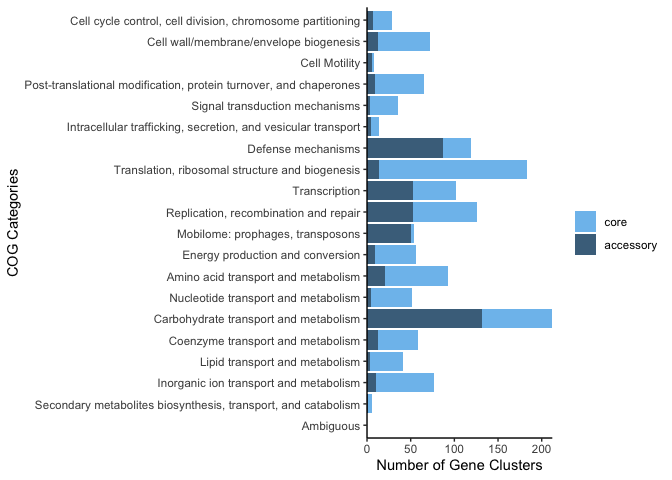 COG Categories
Cell cycle control, cell division, chromosome partitioning
Cell wall/membrane/envelope biogenesis
Cell Motility
Post-translational modification, protein turnover, and chaperones
Signal transduction mechanisms
Intracellular trafficking, secretion, and vesicular transport
Defense mechanisms
Translation, ribosomal structure and biogenesis
Transcription
Replication, recombination and repair
Mobilome: prophages, transposons
Energy production and conversion
Amino acid transport and metabolism
Nucleotide transport and metabolism
Carbohydrate transport and metabolism
Coenzyme transport and metabolism
Lipid transport and metabolism
Inorganic ion transport and metabolism
Secondary metabolites biosynthesis, transport, and catabolism
Ambiguous
0 50 100 150 200
Number of Gene Clusters
core
accessory